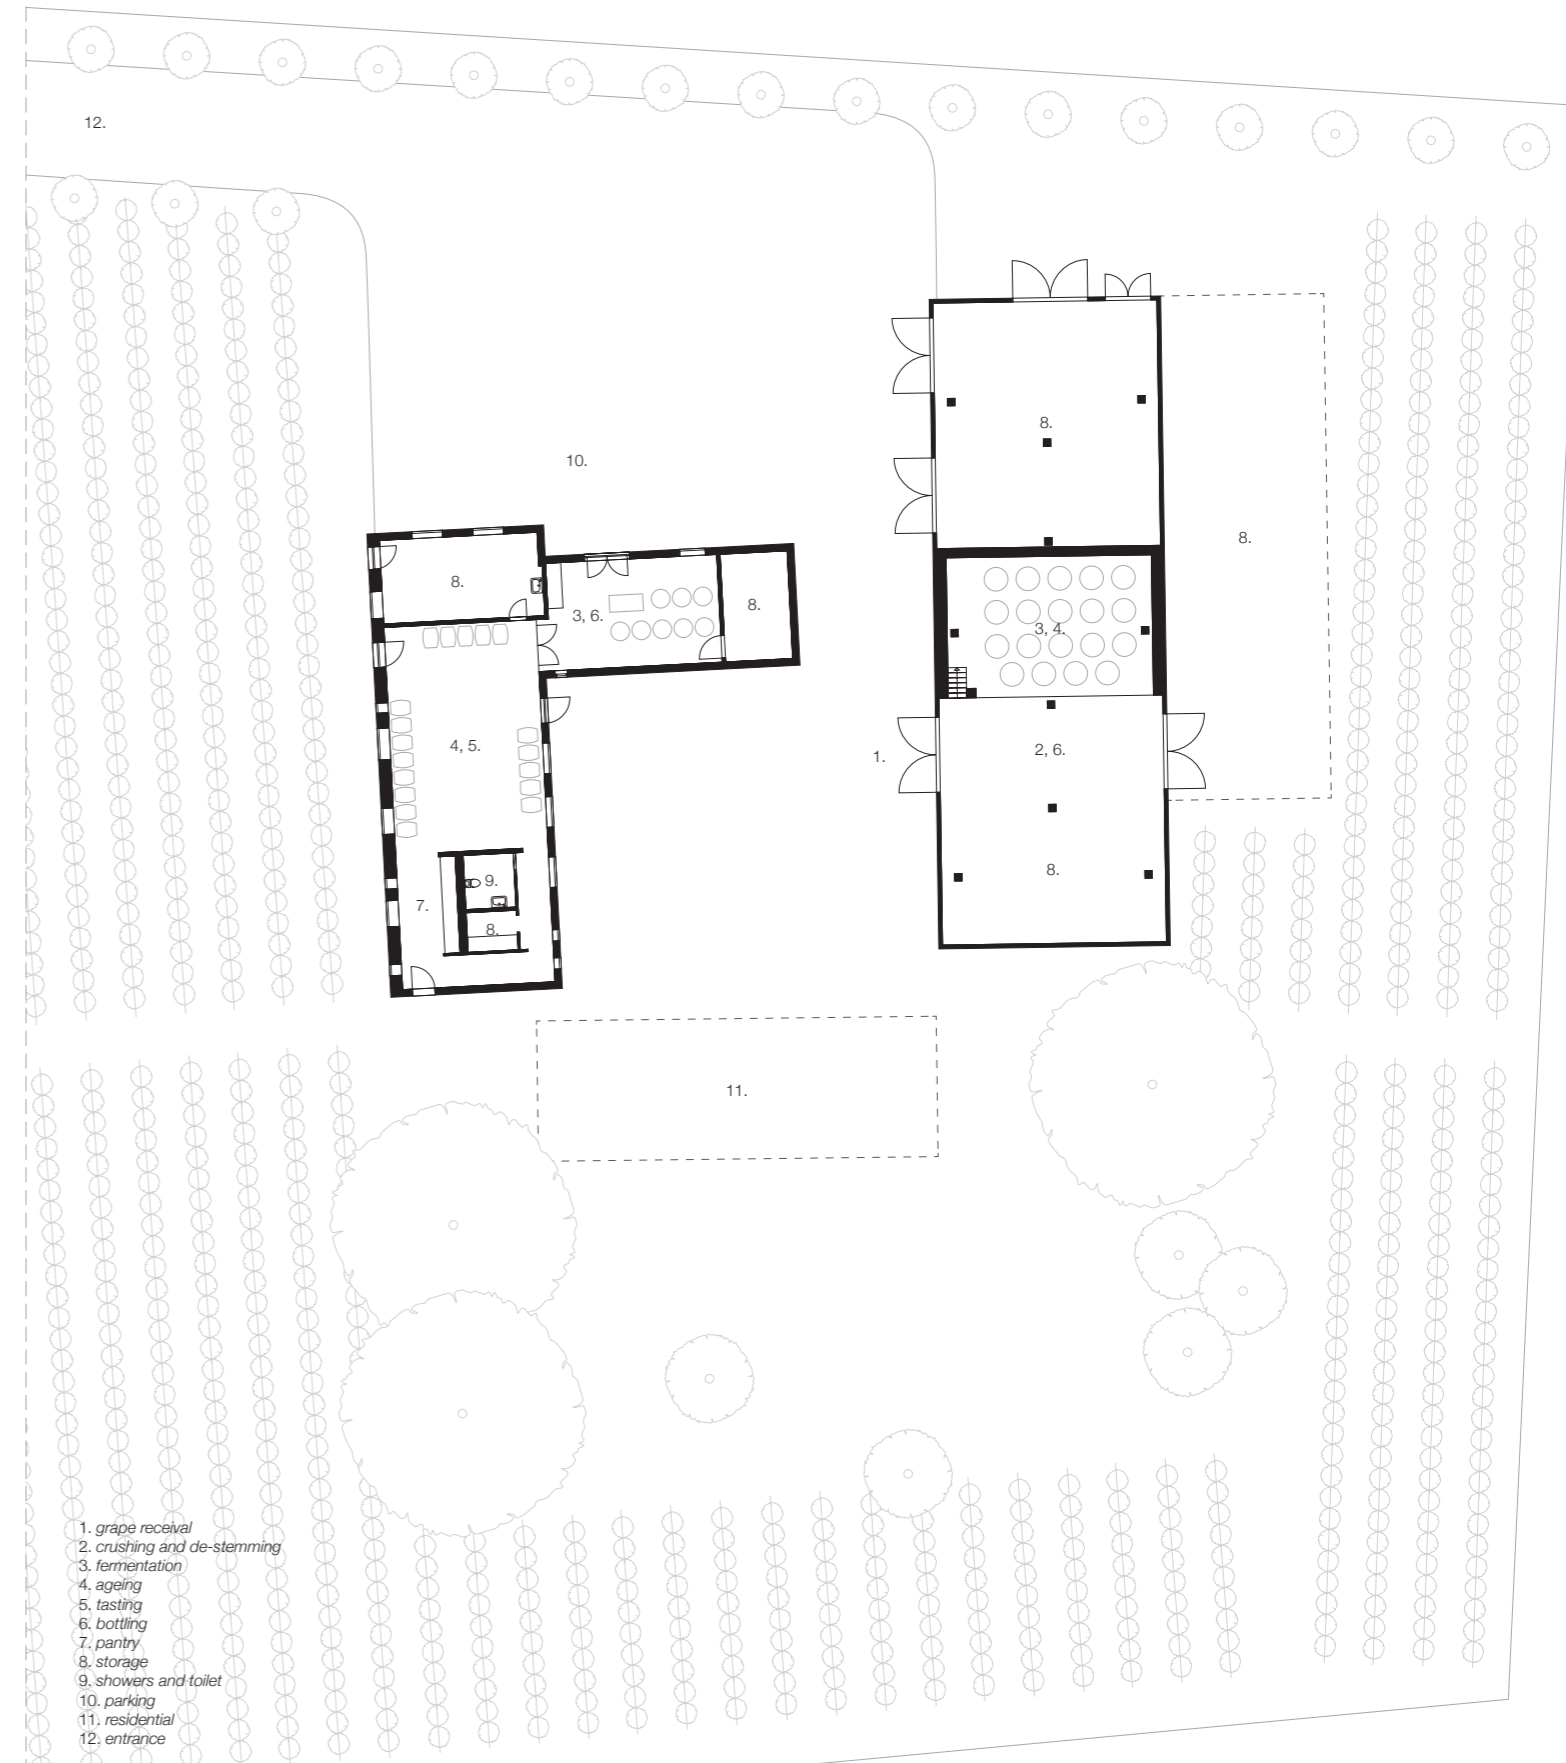 12.
10.
8.
8.
8.
3, 6.
8.
3, 4.
4, 5.
1.
2, 6.
8.
9.
7.
8.
11.
1. grape receival
2. crushing and de-stemming
3. fermentation
4. ageing
5. tasting
6. bottling
7. pantry
8. storage
9. showers and toilet
10. parking
11. residential
12. entrance